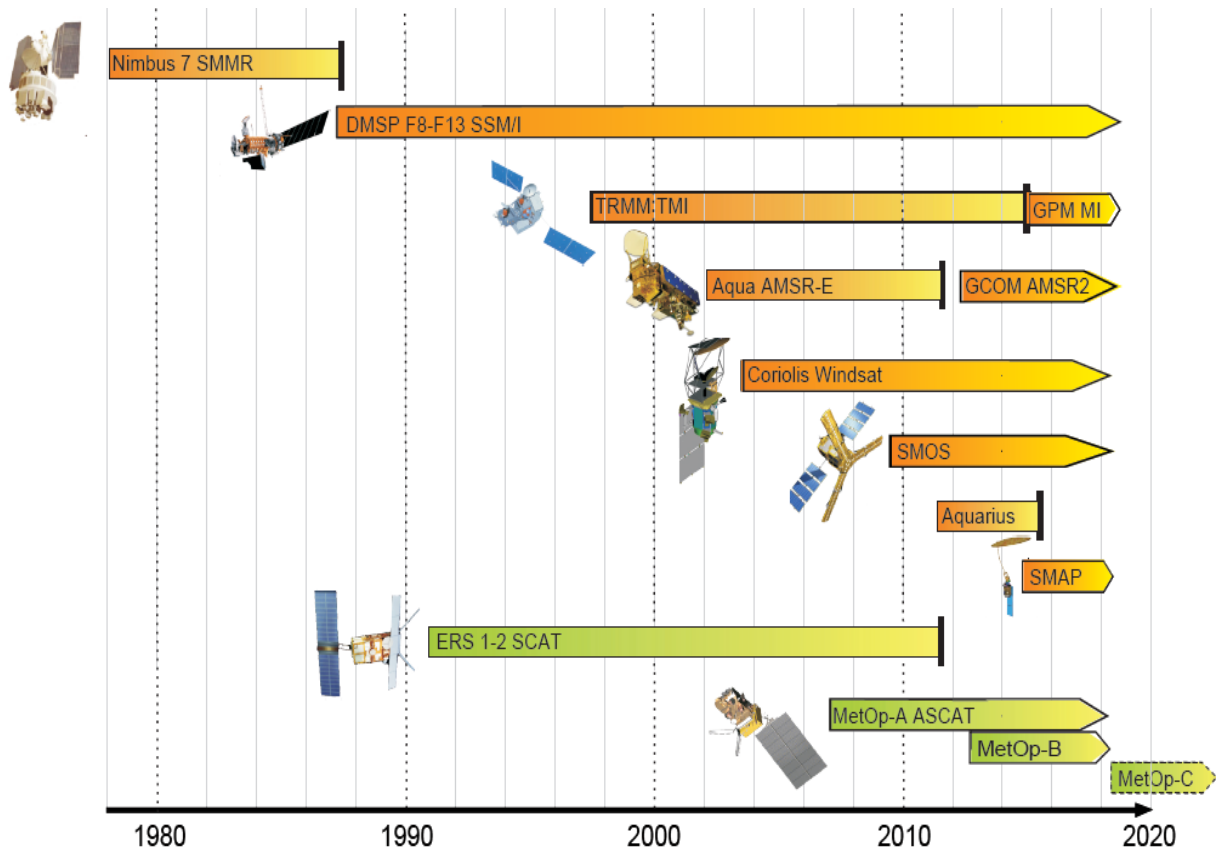 Nimbus 7 SMMR
DMSP F8-F13 SSM/I
TRMM TMI
GPM MI
Aqua AMSR-E
GCOM AMSR2
Coriolis Windsat
SMOS
Aquarius
SMAP
ERS 1-2 SCAT
MetOp-A ASCAT
MetOp-B
MetOp-C
1980
1990
2000
2010
2020